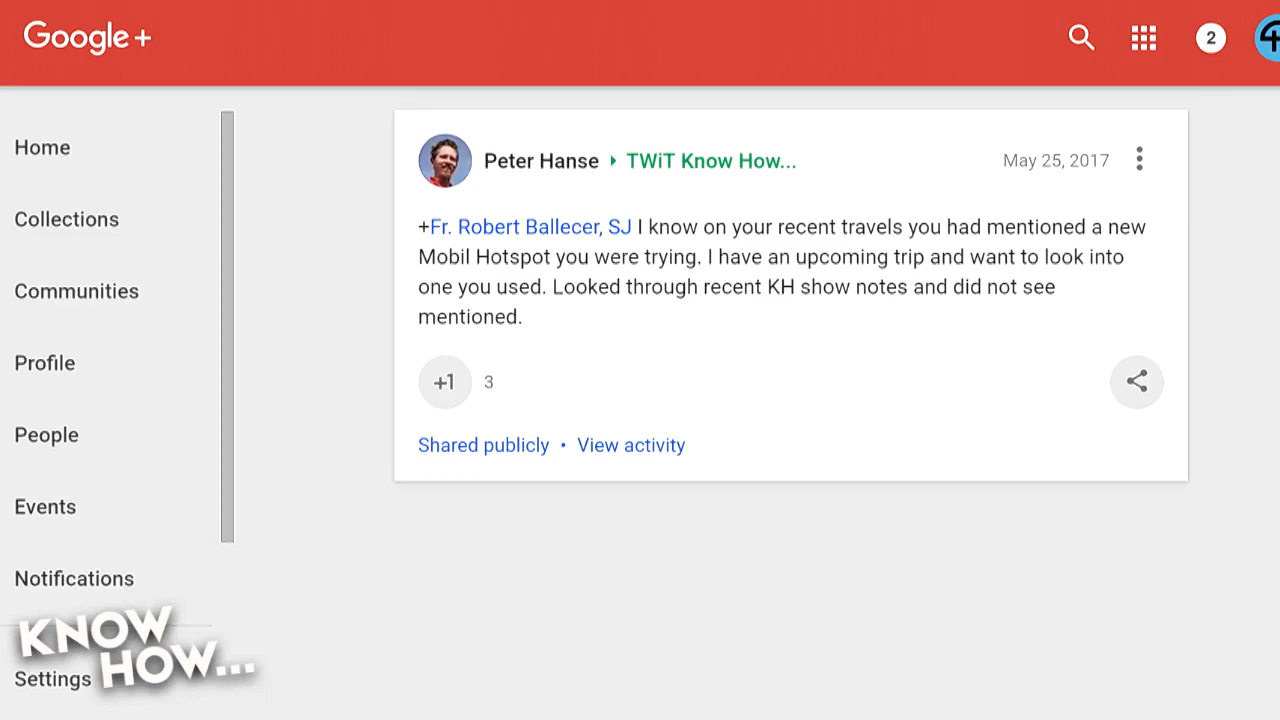 Google+
2
Home
Collections
Communities
Profile
People
Events
Notifications
Settings
KNOW
HOW...
Peter Hanse TWiT Know How...
May 25, 2017
+Fr. Robert Ballecer, SJ I know on your recent travels you had mentioned a new
Mobil Hotspot you were trying. I have an upcoming trip and want to look into
one you used. Looked through recent KH show notes and did not see
mentioned.
+1 3
Shared publicly • View activity